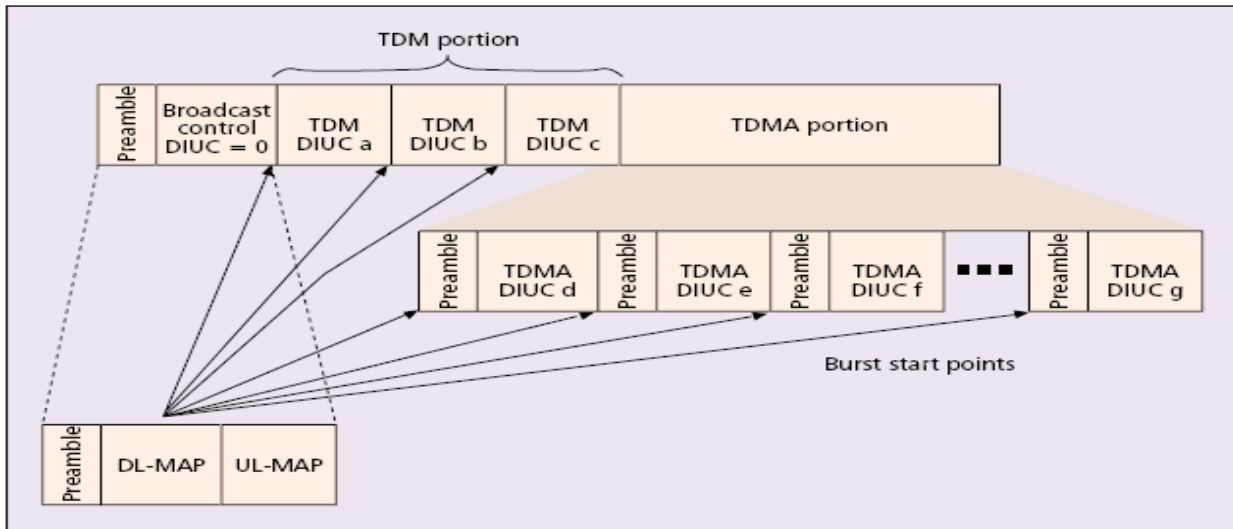 TDM portion
Preamble
Broadcast
control
DIUC = 0
TDM
DIUC a
TDM
DIUC b
TDM
DIUC c
TDMA portion
Preamble
TDMA
DIUC d
Preamble
TDMA
DIUC e
Preamble
TDMA
DIUC f
Preamble
TDMA
DIUC g
Burst start points
Preamble
DL-MAP
UL-MAP